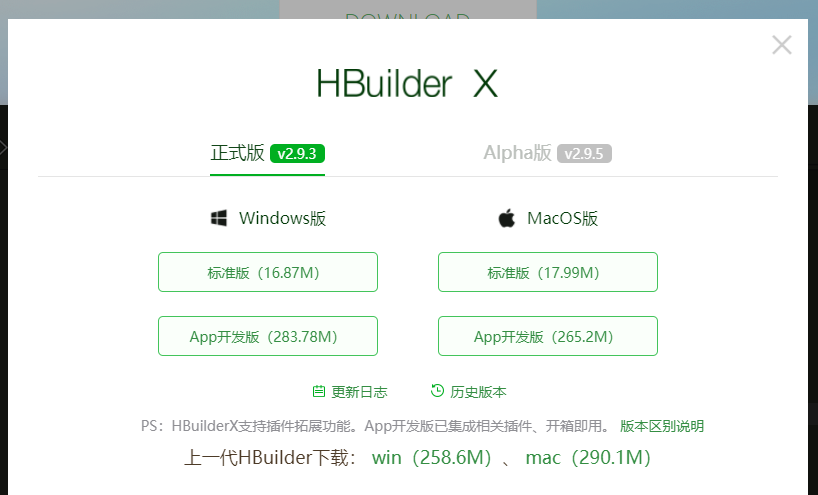 DOWNLOAD
HBuilder X
正式版 v2.9.3 Alpha版 v2.9.5
Windows版 MacOS版
标准版（16.87M） 标准版（17.99M）
App开发版（283.78M） App开发版（265.2M）
更新日志 历史版本
PS：HBuilderX支持插件拓展功能。App开发版已集成相关插件、开箱即用。 版本区别说明
上一代HBuilder下载： win（258.6M）、mac（290.1M）